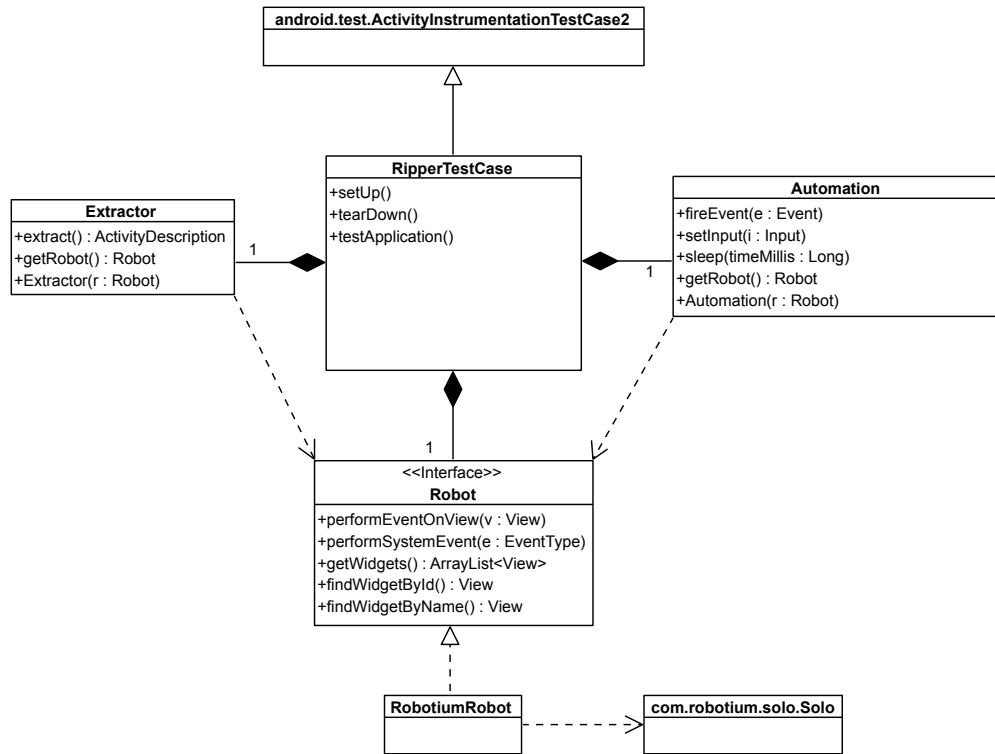 android.test.ActivityInstrumentationTestCase2
RipperTestCase
+setUp()
+tearDown()
+testApplication()
Extractor
+extract() : ActivityDescription
+getRobot() : Robot
+Extractor(r : Robot)
1
Automation
+fireEvent(e : Event)
+setInput(i : Input)
+sleep(timeMillis : Long)
+getRobot() : Robot
+Automation(r : Robot)
1
1
<<Interface>>
Robot
+performEventOnView(v : View)
+performSystemEvent(e : EventType)
+getWidgets() : ArrayList<View>
+findWidgetById() : View
+findWidgetByName() : View
RobotiumRobot
com.robotium.solo.Solo